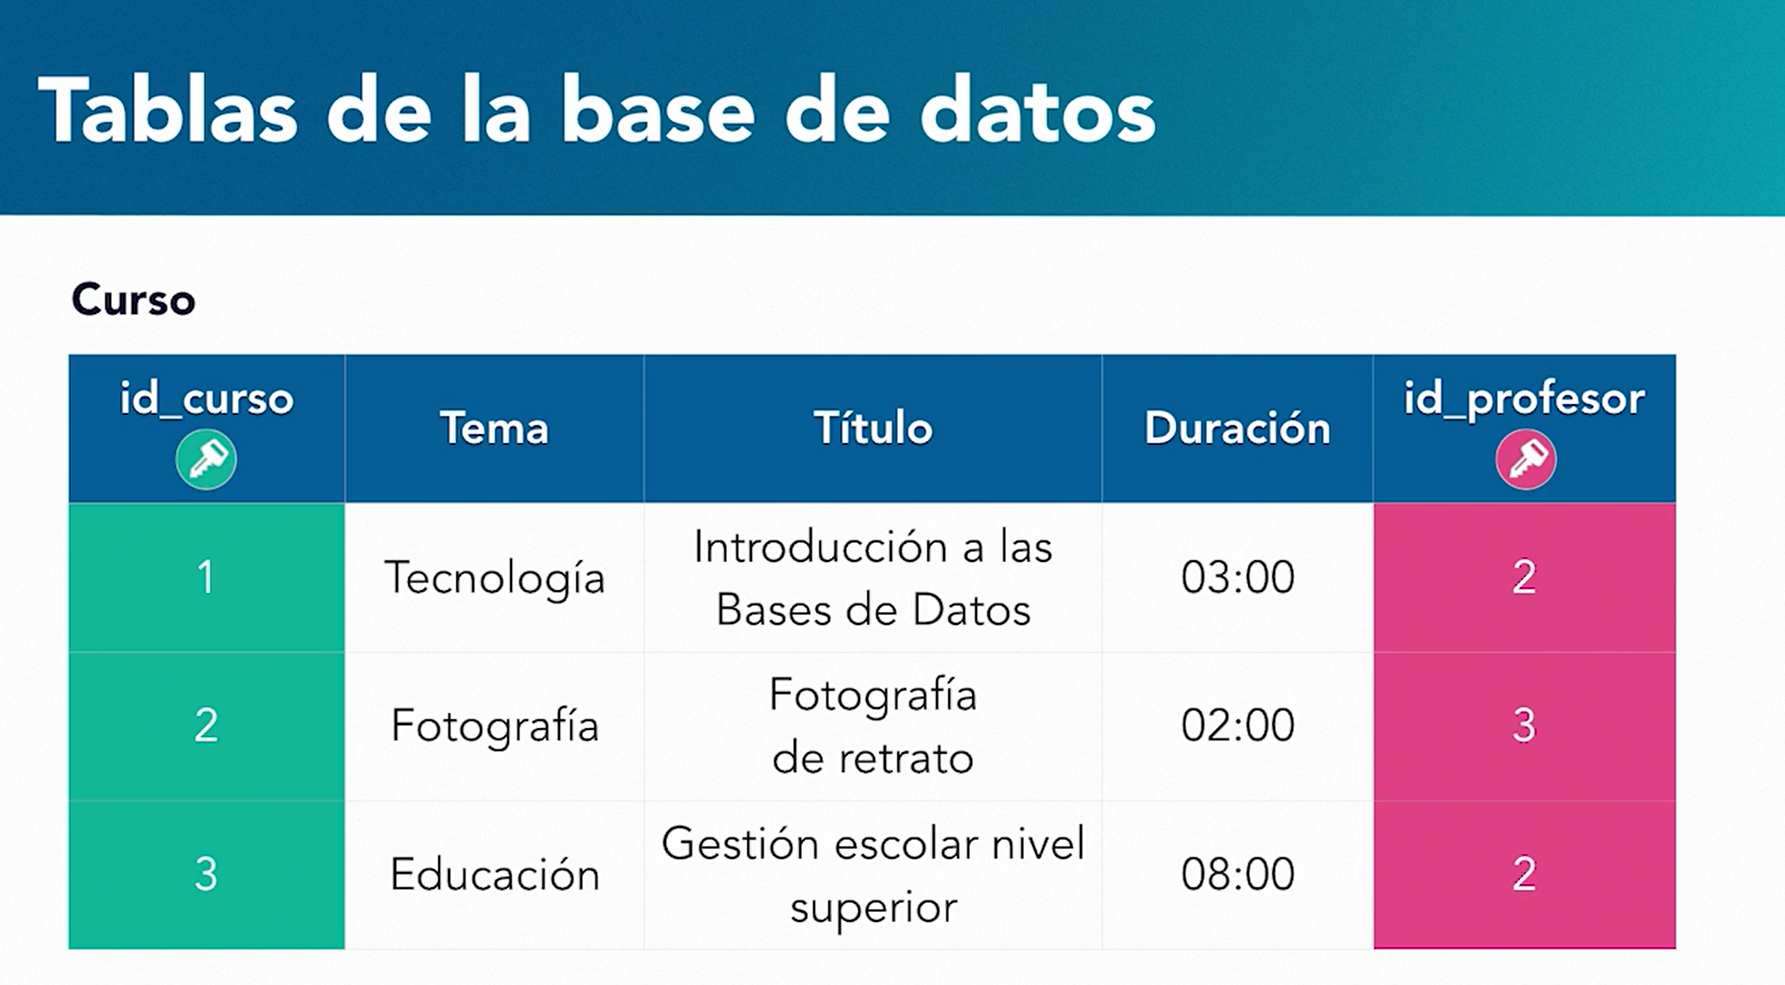 Tablas de la base de datos
Curso
id_curso
Tema
Título
Duración
id_profesor
1
Tecnología
Introducción a las
Bases de Datos
03:00
2
2
Fotografía
Fotografía
de retrato
02:00
3
3
Educación
Gestión escolar nivel
superior
08:00
2